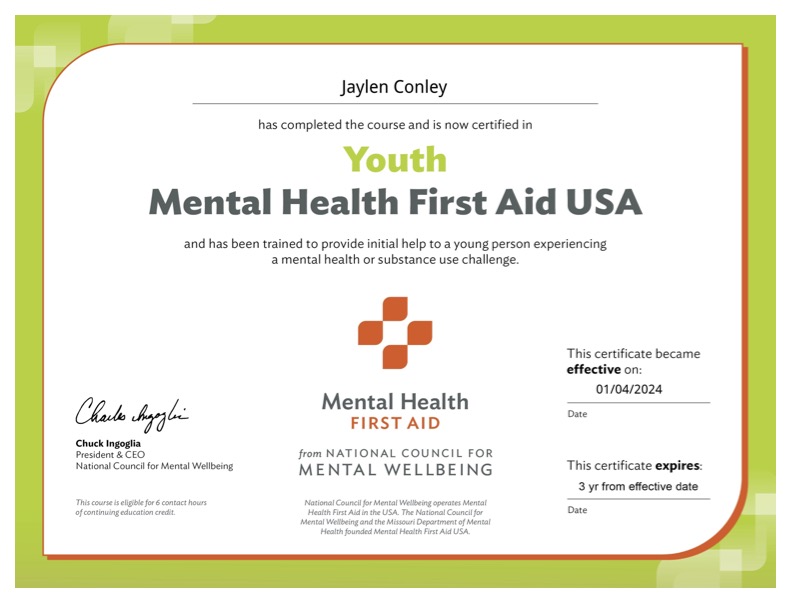 Jaylen Conley
has completed the course and is now certified in
Youth
Mental Health First Aid USA
and has been trained to provide initial help to a young person experiencing
a mental health or substance use challenge.
This certificate became
effective on:
01/04/2024
Date
Mental Health
FIRST AID
from NATIONAL COUNCIL FOR
MENTAL WELLBEING
Charles Ingoglia
Chuck Ingoglia
President & CEO
National Council for Mental Wellbeing
This certificate expires:
3 yr from effective date
Date
This course is eligible for 6 contact hours
of continuing education credit.
National Council for Mental Wellbeing operates Mental
Health First Aid in the USA. The National Council for
Mental Wellbeing and the Missouri Department of Mental
Health founded Mental Health First Aid USA.